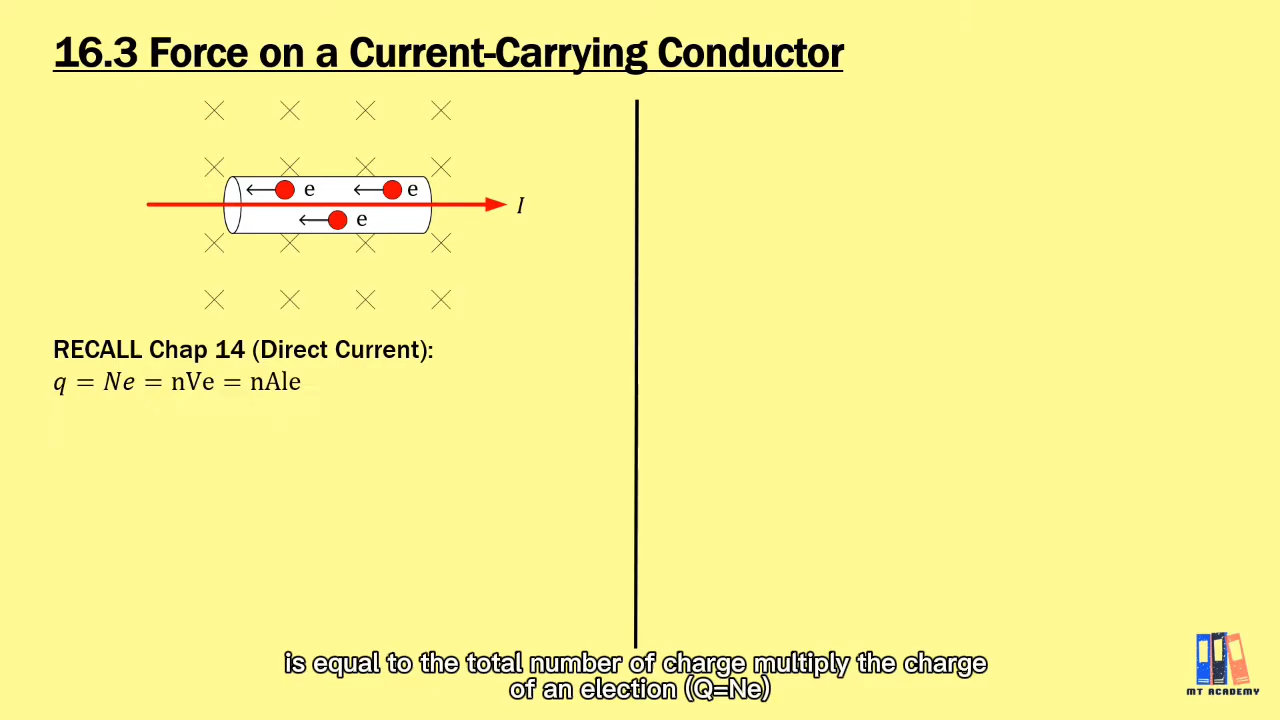 16.3 Force on a Current-Carrying Conductor
e e
I
e
RECALL Chap 14 (Direct Current):
q = Ne = nVe = nAle
is equal to the total number of charge multiply the charge
of an election (Q=Ne)
MT ACADEMY